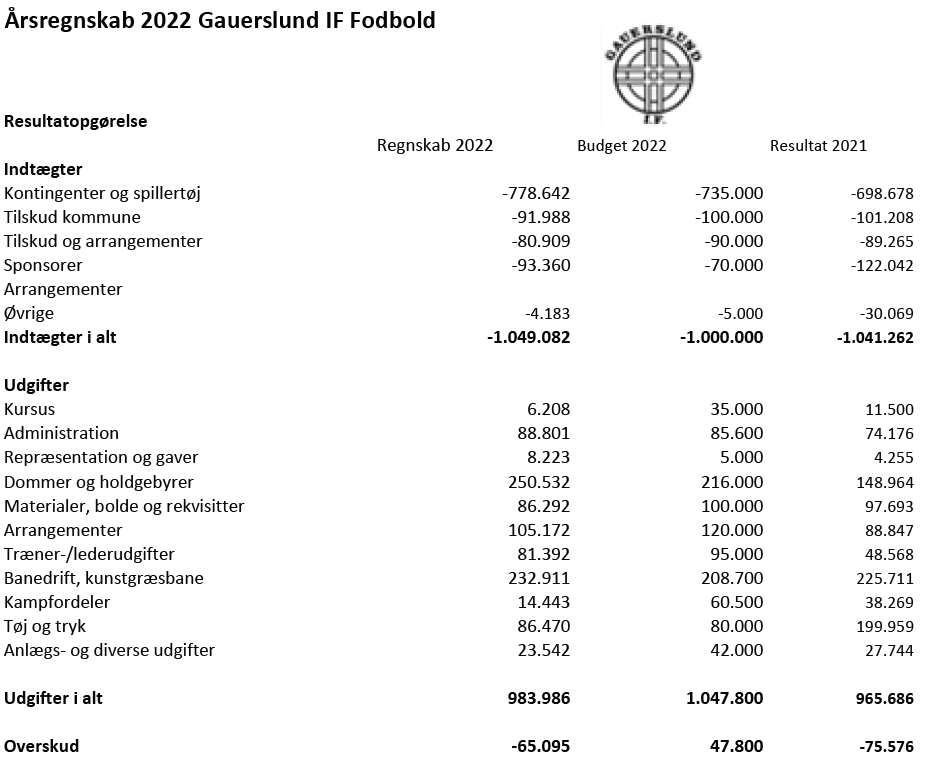 Årsregnskab 2022 Gauerslund IF Fodbold
GAUERSLUND
I.F.
Resultatopgørelse
Regnskab 2022 Budget 2022 Resultat 2021
Indtægter
Kontingenter og spillertøj -778.642 -735.000 -698.678
Tilskud kommune -91.988 -100.000 -101.208
Tilskud og arrangementer -80.909 -90.000 -89.265
Sponsorer -93.360 -70.000 -122.042
Arrangementer
Øvrige -4.183 -5.000 -30.069
Indtægter i alt -1.049.082 -1.000.000 -1.041.262
Udgifter
Kursus 6.208 35.000 11.500
Administration 88.801 85.600 74.176
Repræsentation og gaver 8.223 5.000 4.255
Dommer og holdgebyrer 250.532 216.000 148.964
Materialer, bolde og rekvisitter 86.292 100.000 97.693
Arrangementer 105.172 120.000 88.847
Træner-/lederudgifter 81.392 95.000 48.568
Banedrift, kunstgræsbane 232.911 208.700 225.711
Kampfordeler 14.443 60.500 38.269
Tøj og tryk 86.470 80.000 199.959
Anlægs- og diverse udgifter 23.542 42.000 27.744
Udgifter i alt 983.986 1.047.800 965.686
Overskud -65.095 47.800 -75.576